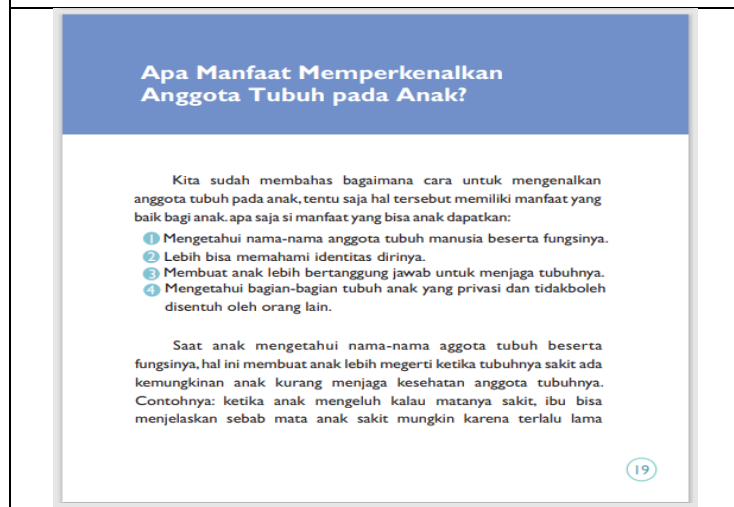 Apa Manfaat Memperkenalkan
Anggota Tubuh pada Anak?
Kita sudah membahas bagaimana cara untuk mengenalkan
anggota tubuh pada anak, tentu saja hal tersebut memiliki manfaat yang
baik bagi anak. apa saja si manfaat yang bisa anak dapatkan:
1 Mengetahui nama-nama anggota tubuh manusia beserta fungsinya.
2 Lebih bisa memahami identitas dirinya.
3 Membuat anak lebih bertanggung jawab untuk menjaga tubuhnya.
4 Mengetahui bagian-bagian tubuh anak yang privasi dan tidakboleh
disentuh oleh orang lain.
Saat anak mengetahui nama-nama aggota tubuh beserta
fungsinya, hal ini membuat anak lebih megerti ketika tubuhnya sakit ada
kemungkinan anak kurang menjaga kesehatan anggota tubuhnya.
Contohnya: ketika anak mengeluh kalau matanya sakit, ibu bisa
menjelaskan sebab mata anak sakit mungkin karena terlalu lama
19